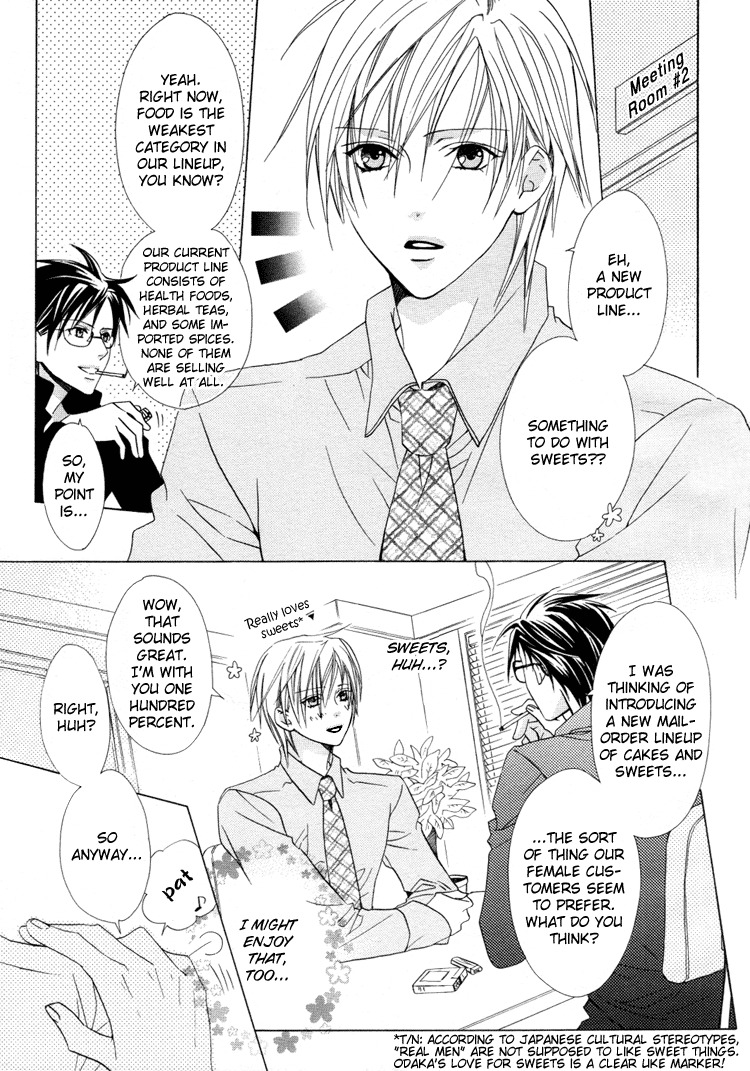 Meeting
Room #2
EH,
A NEW
PRODUCT
LINE...
SOMETHING
TO DO WITH
SWEETS??
YEAH.
RIGHT NOW,
FOOD IS THE
WEAKEST
CATEGORY IN
OUR LINEUP,
YOU KNOW?
OUR CURRENT
PRODUCT LINE
CONSISTS OF
HEALTH FOODS,
HERBAL TEAS,
AND SOME IM-
PORTED SPICES.
NONE OF THEM
ARE SELLING
WELL AT ALL.
SO,
MY
POINT
IS...
I WAS
THINKING OF
INTRODUCING
A NEW MAIL-
ORDER LINEUP
OF CAKES AND
SWEETS...
...THE SORT
OF THING OUR
FEMALE CUS-
TOMERS SEEM
TO PREFER.
WHAT DO YOU
THINK?
SWEETS,
HUH...?
Really loves
sweets*
I MIGHT
ENJOY
THAT,
TOO...
WOW,
THAT
SOUNDS
GREAT.
I'M WITH
YOU ONE
HUNDRED
PERCENT.
RIGHT,
HUH?
SO
ANYWAY...
pat
*T/N: ACCORDING TO JAPANESE CULTURAL STEREOTYPES,
"REAL MEN" ARE NOT SUPPOSED TO LIKE SWEET THINGS.
ODAKA'S LOVE FOR SWEETS IS A CLEAR UKE MARKER!